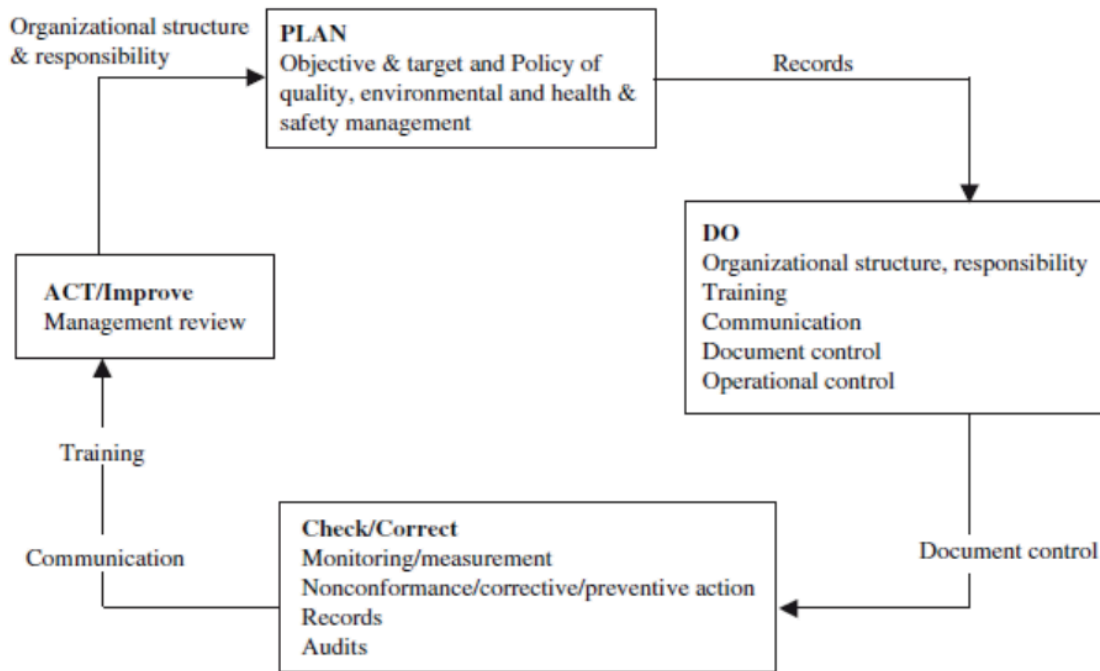 Organizational structure
& responsibility
PLAN
Objective & target and Policy of
quality, environmental and health &
safety management
Records
DO
Organizational structure, responsibility
Training
Communication
Document control
Operational control
ACT/Improve
Management review
Training
Communication
Check/Correct
Monitoring/measurement
Nonconformance/corrective/preventive action
Records
Audits
Document control